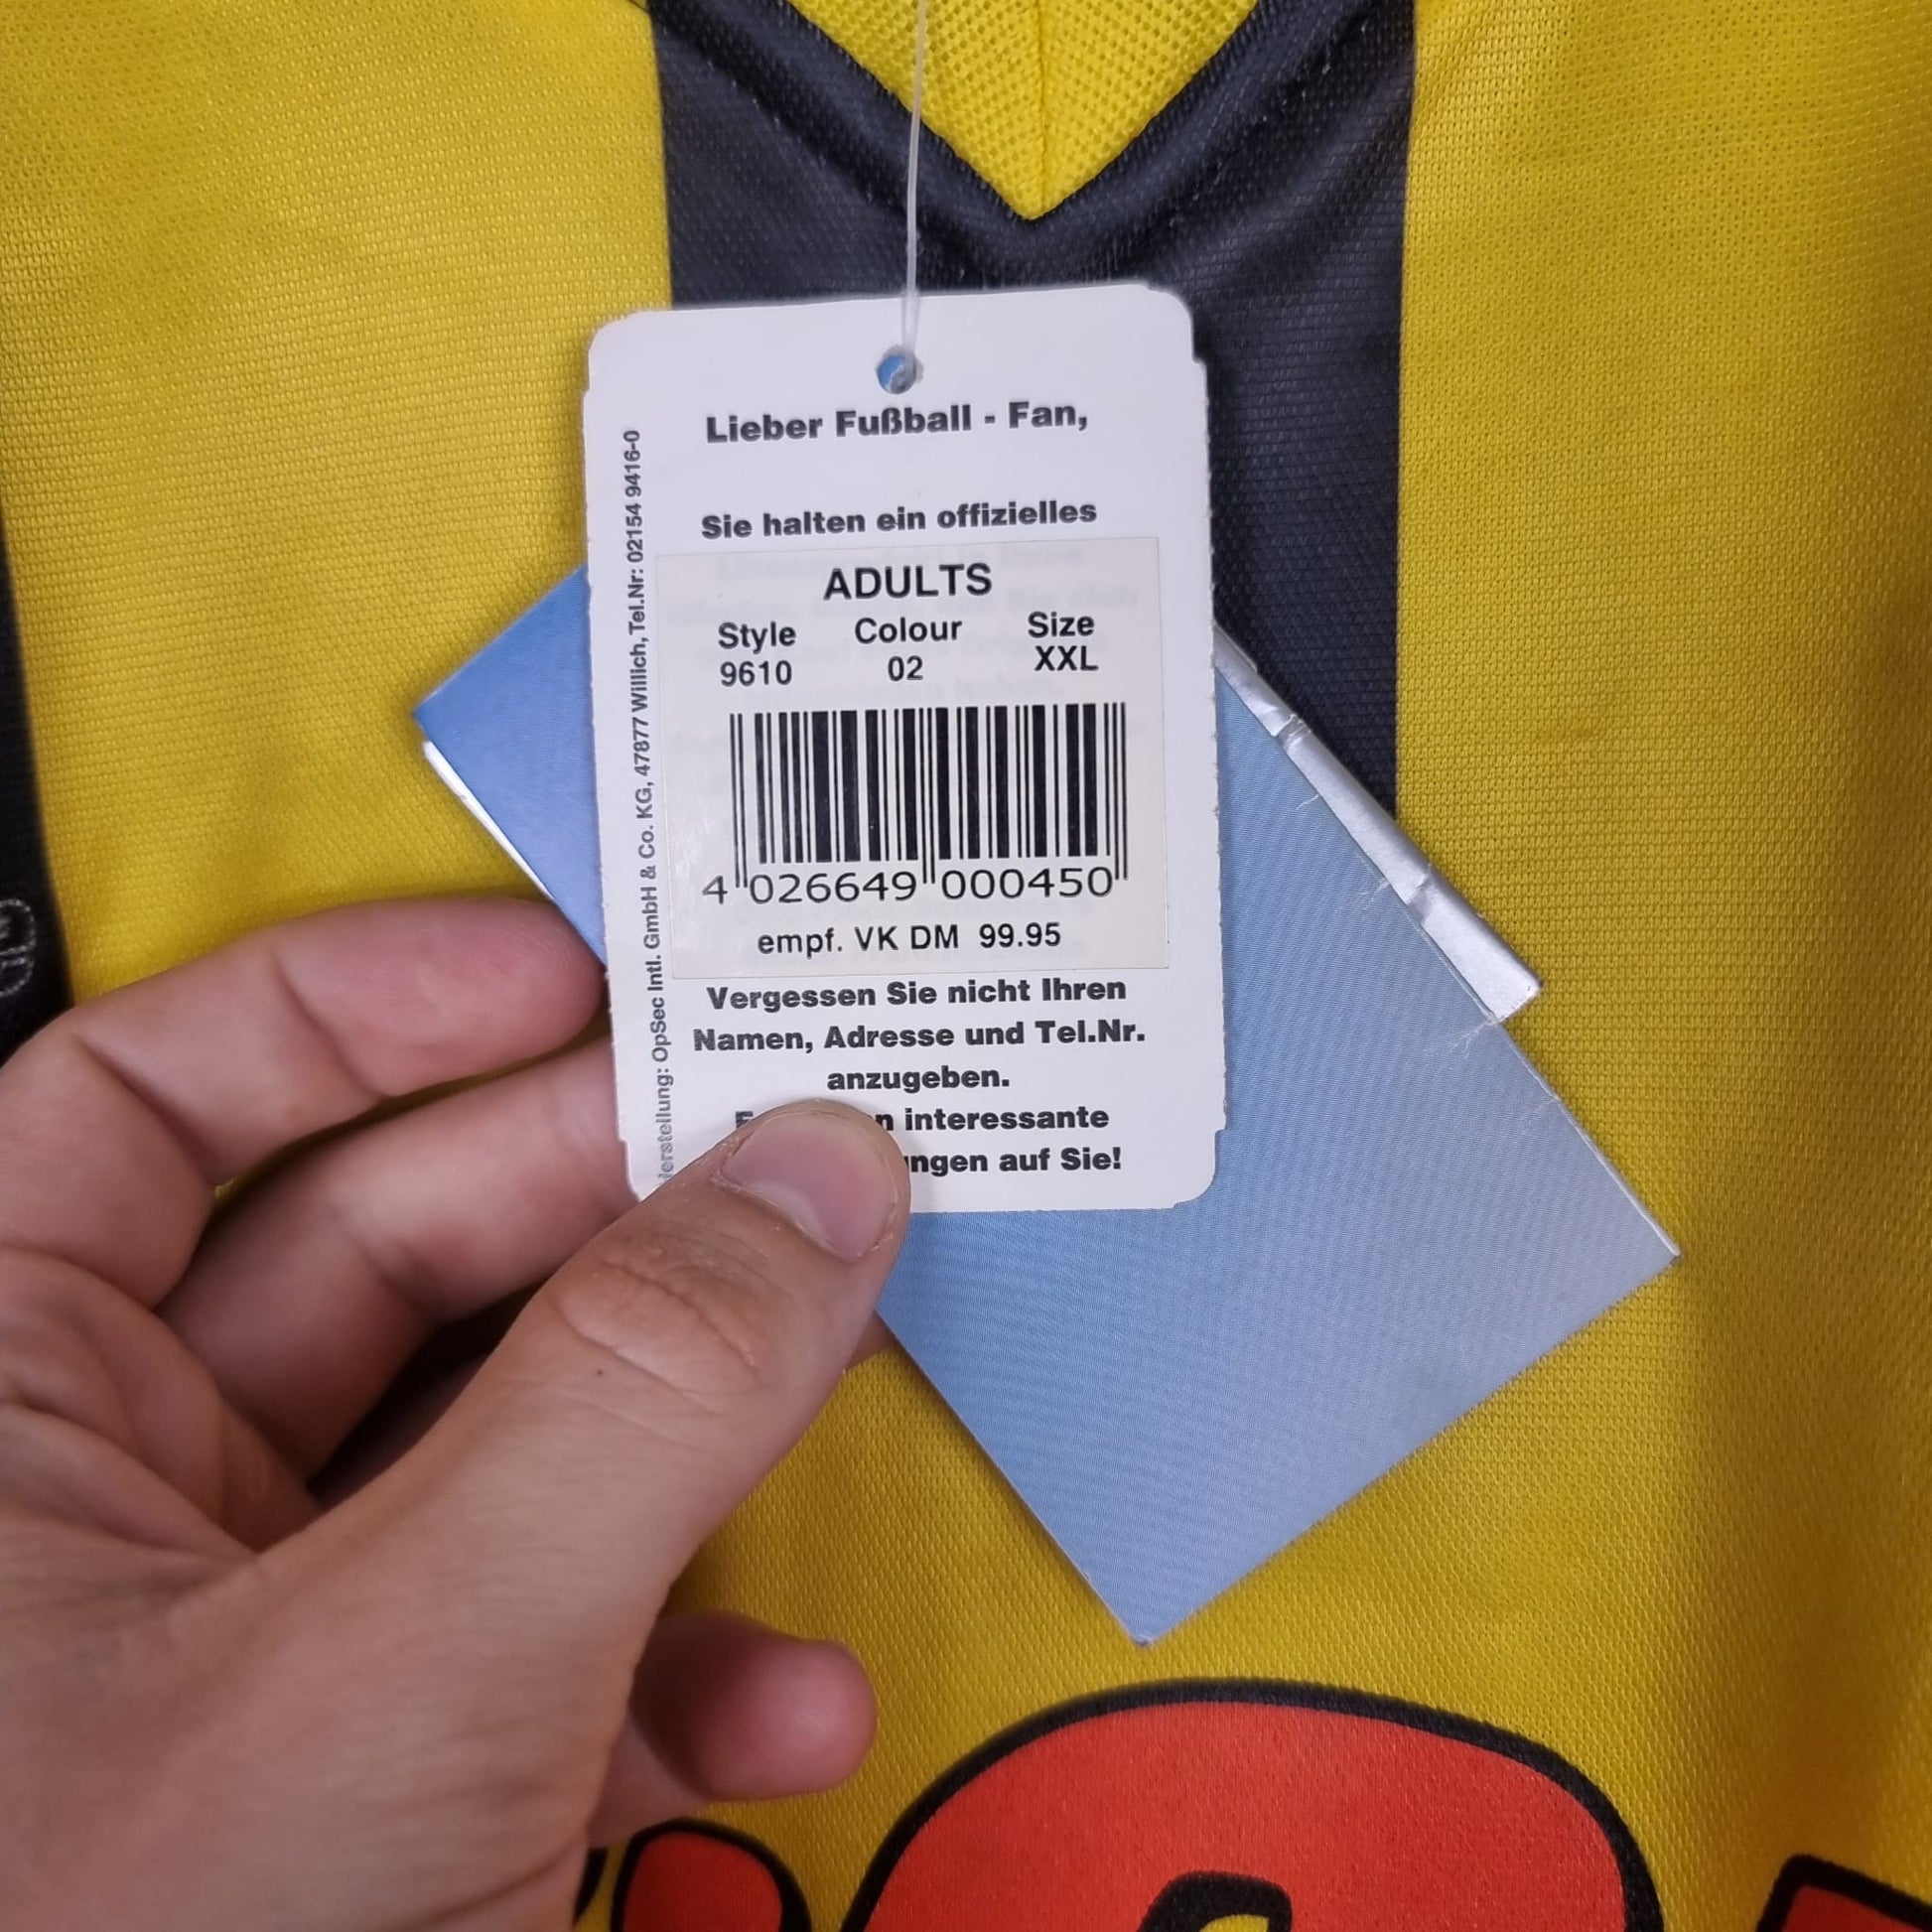 Lieber Fußball - Fan,
Sie halten ein offizielles
ADULTS
Style Colour Size
9610 02 XXL
4 026649 000450
empf. VK DM 99.95
Vergessen Sie nicht Ihren
Namen, Adresse und Tel.Nr.
anzugeben.
interessante
auf Sie!
OpSec Intl. GmbH & Co. KG, 47877 Willich, Tel.Nr: 02154 9416-0